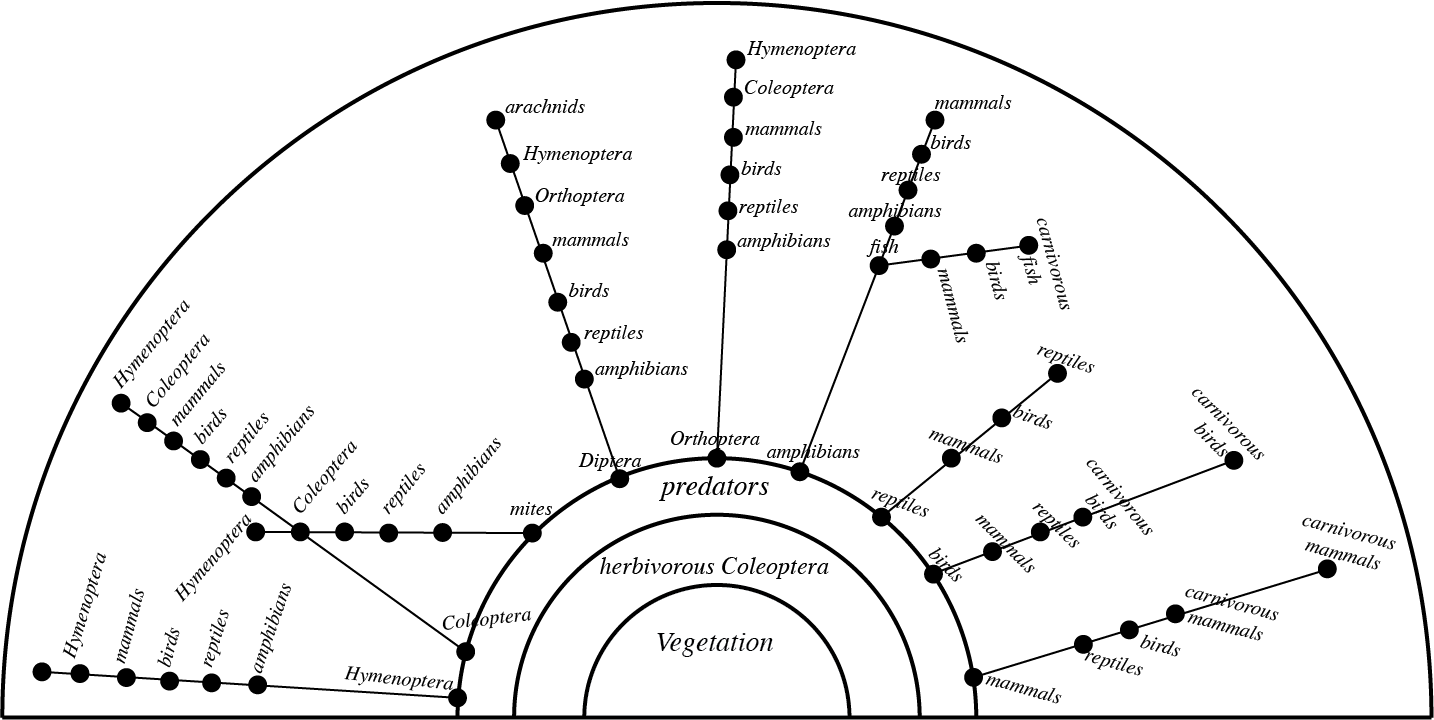 Hymenoptera
mammals
birds
reptiles
amphibians
Hymenoptera
Coleoptera
Hymenoptera
Coleoptera
mammals
birds
reptiles
amphibians
Hymenoptera
Coleoptera
birds
reptiles
amphibians
mites
arachnids
Hymenoptera
Orthoptera
mammals
birds
reptiles
amphibians
Diptera
Hymenoptera
Coleoptera
mammals
birds
reptiles
amphibians
Orthoptera
mammals
birds
reptiles
amphibians
fish
mammals
birds
carnivorous
fish
amphibians
reptiles
birds
mammals
reptiles
carnivorous
birds
carnivorous
birds
reptiles
mammals
birds
carnivorous
mammals
carnivorous
mammals
birds
reptiles
mammals
predators
herbivorous Coleoptera
Vegetation